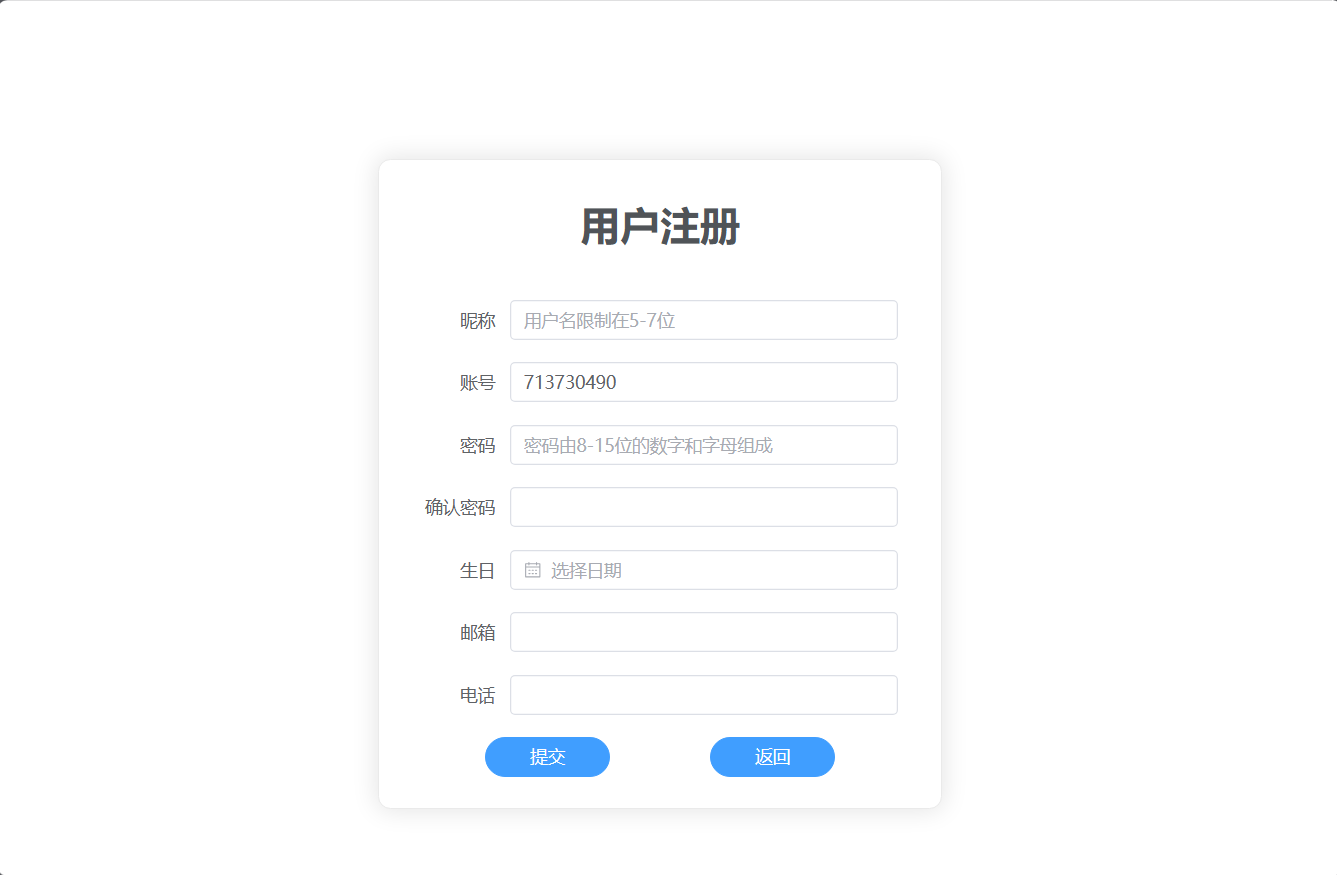 用户注册
昵称 用户名限制在5-7位
账号 713730490
密码 密码由8-15位的数字和字母组成
确认密码
生日 选择日期
邮箱
电话
提交 返回